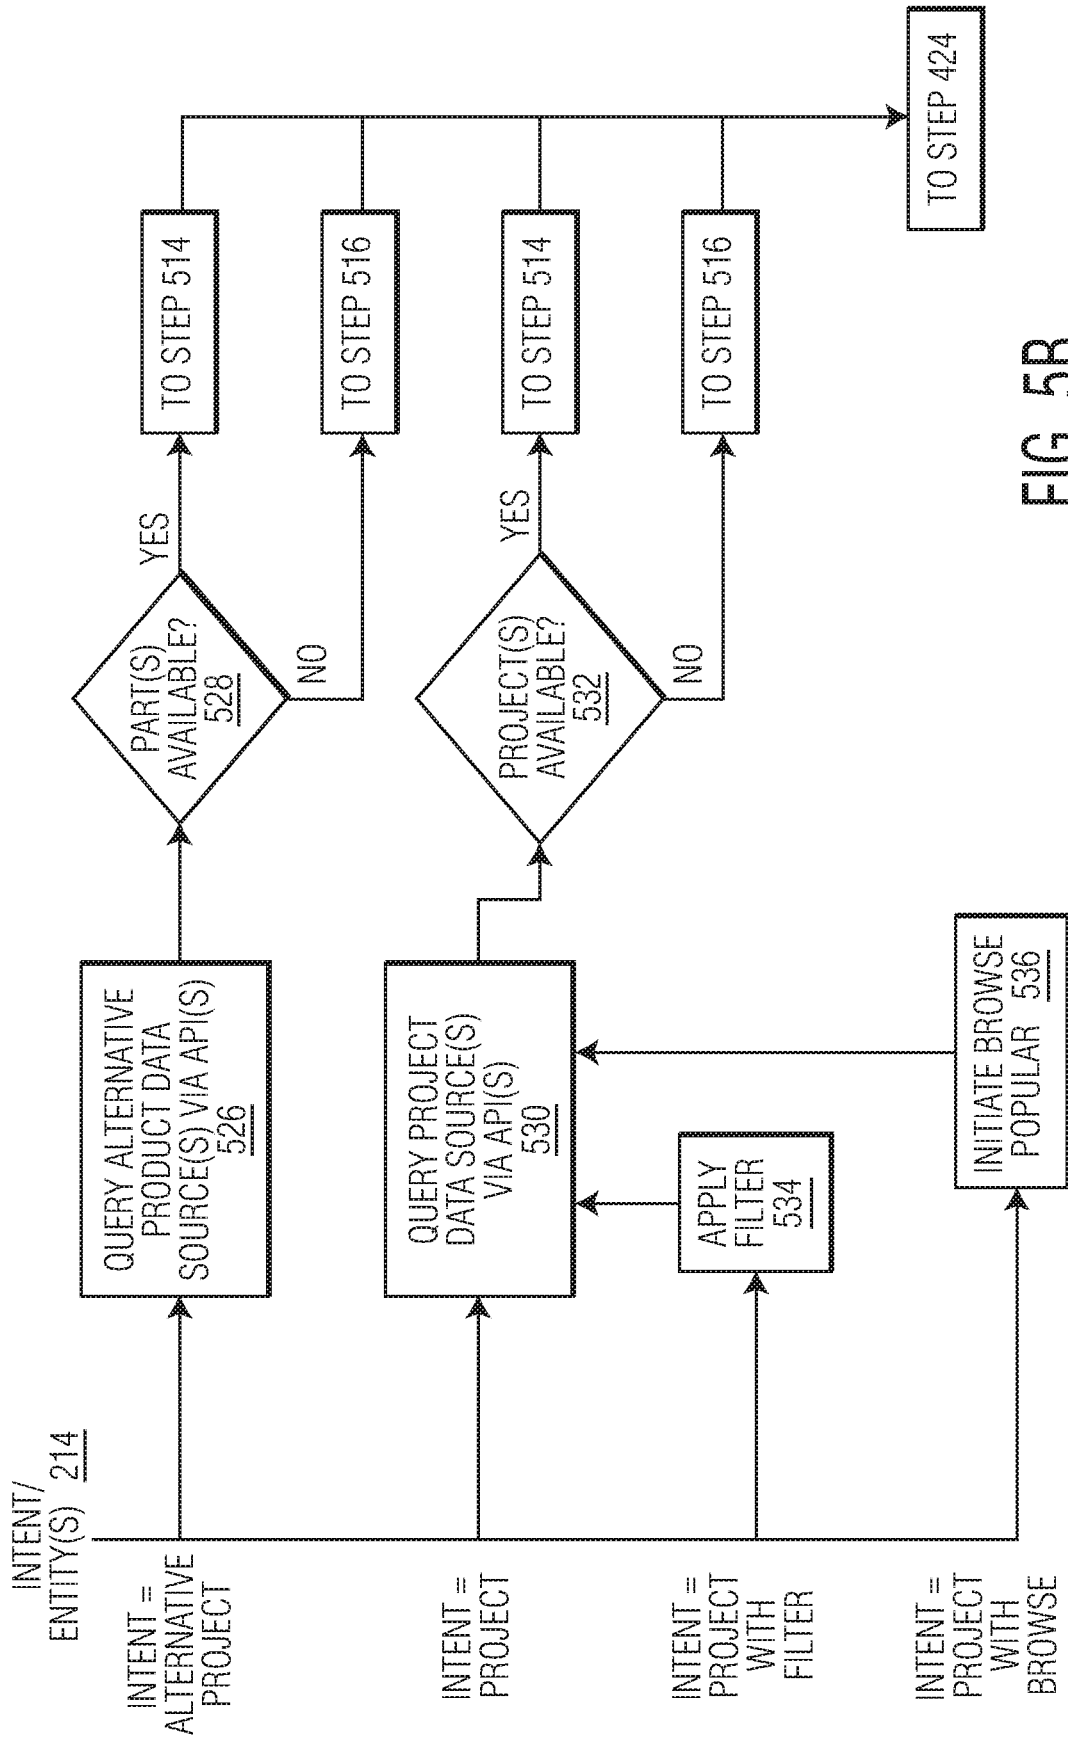 INTENT/
ENTITY(S) 214
INTENT =
ALTERNATIVE
PROJECT
QUERY ALTERNATIVE
PRODUCT DATA
SOURCE(S) VIA API(S)
526
PART(S)
AVAILABLE?
528
YES
NO
TO STEP 514
TO STEP 516
INTENT =
PROJECT
QUERY PROJECT
DATA SOURCE(S)
VIA API(S)
530
PROJECT(S)
AVAILABLE?
532
YES
NO
TO STEP 514
TO STEP 516
INTENT =
PROJECT
WITH
FILTER
APPLY
FILTER
534
INTENT =
PROJECT
WITH
BROWSE
INITIATE BROWSE
POPULAR 536
TO STEP 424
FIG. 5B